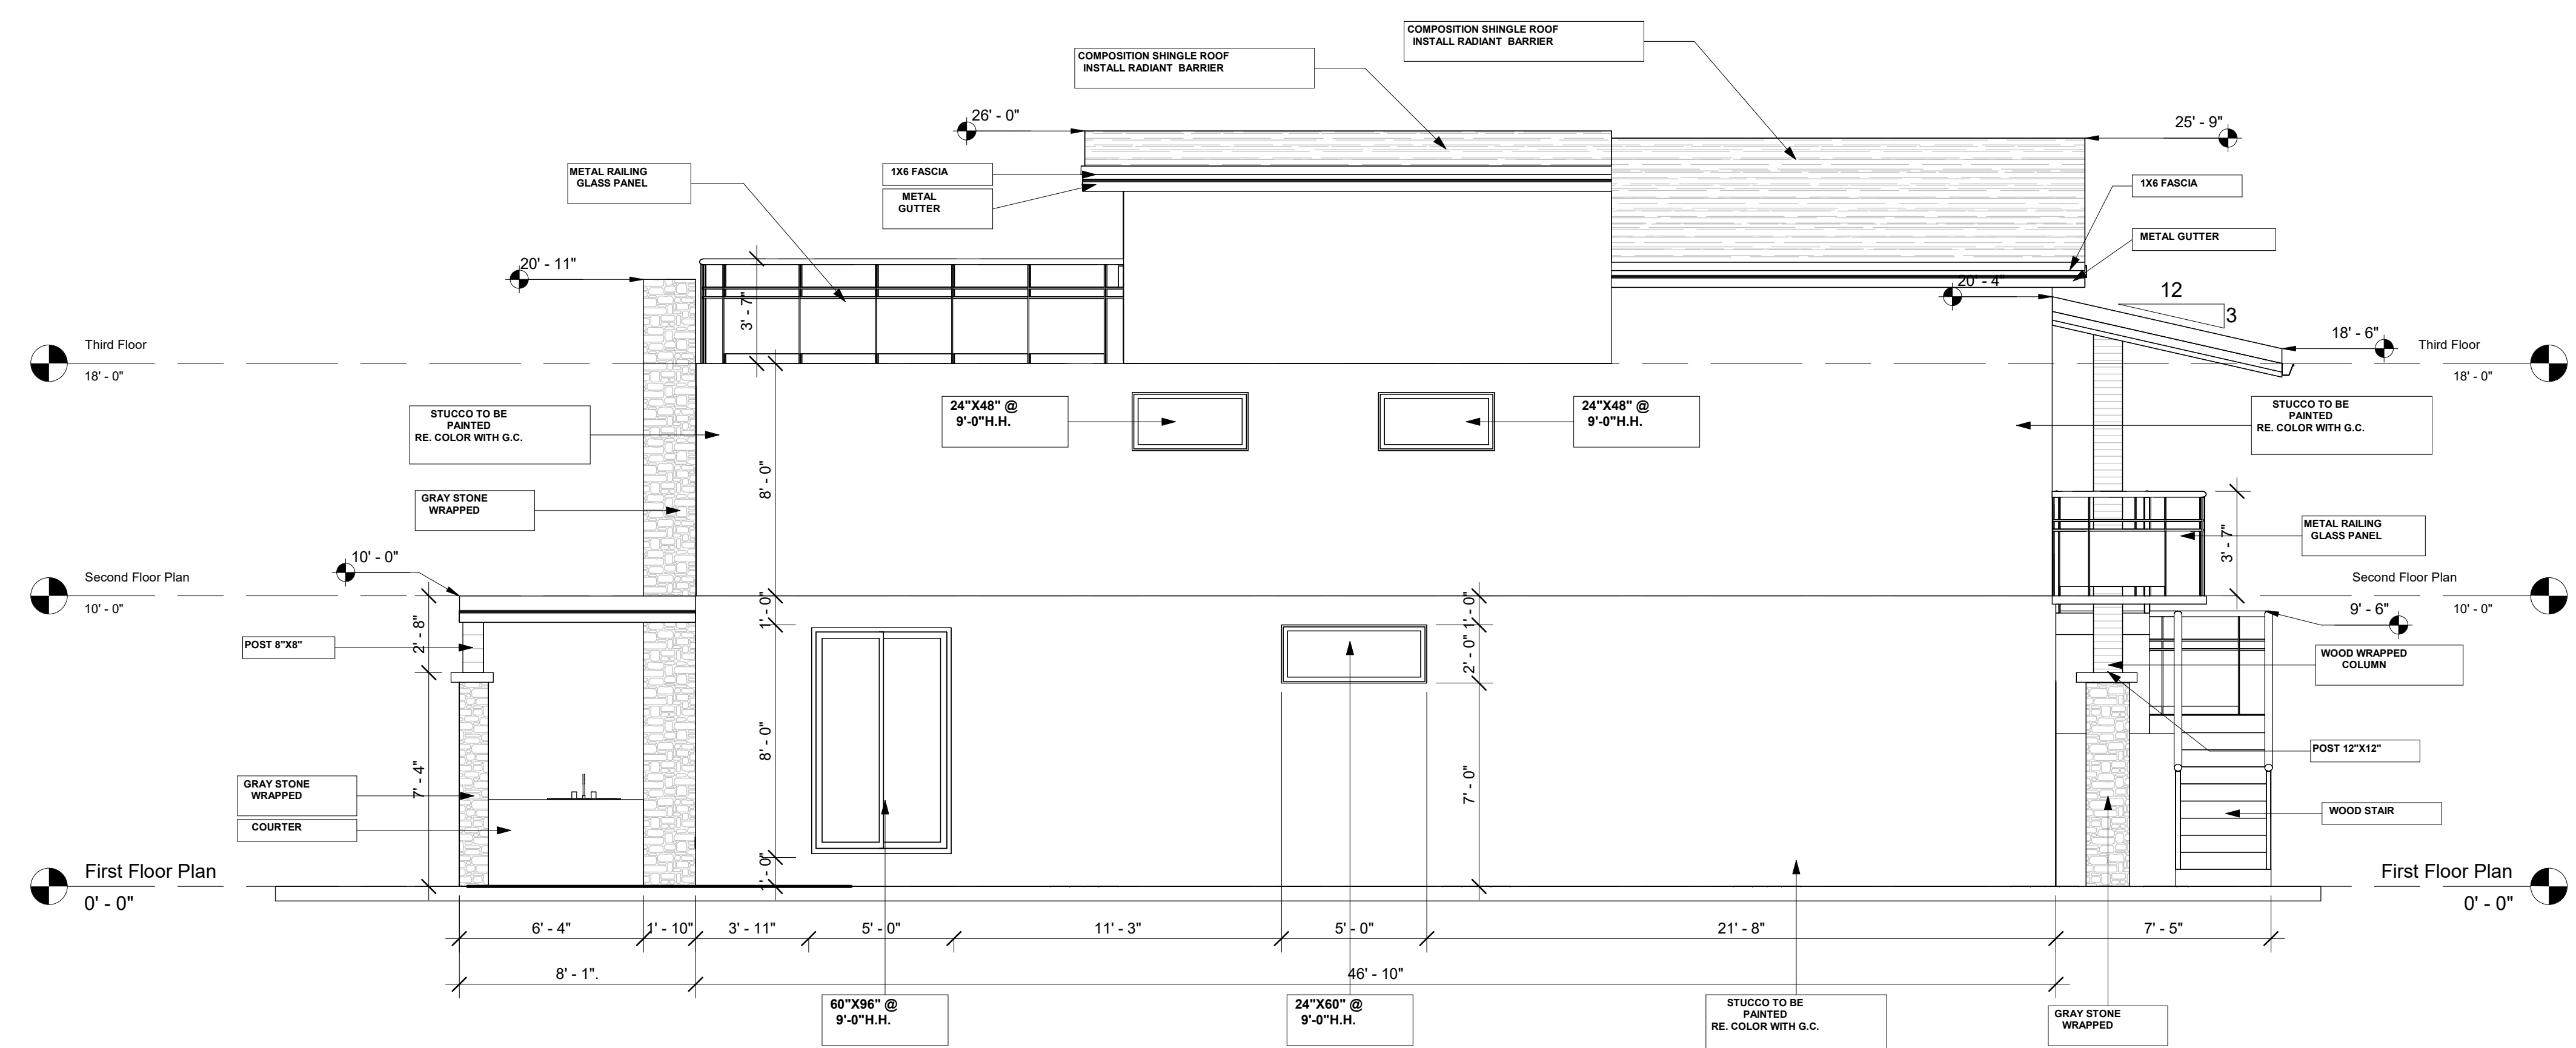 COMPOSITION SHINGLE ROOF
INSTALL RADIANT BARRIER
COMPOSITION SHINGLE ROOF
INSTALL RADIANT BARRIER
26' - 0"
25' - 9"
METAL RAILING
GLASS PANEL
1X6 FASCIA
METAL
GUTTER
1X6 FASCIA
METAL GUTTER
20' - 11"
3' - 7"
20' - 4"
12
3
18' - 6"
Third Floor
18' - 0"
Third Floor
18' - 0"
STUCCO TO BE
PAINTED
RE. COLOR WITH G.C.
24"X48" @
9'-0"H.H.
24"X48" @
9'-0"H.H.
STUCCO TO BE
PAINTED
RE. COLOR WITH G.C.
8' - 0"
GRAY STONE
WRAPPED
METAL RAILING
GLASS PANEL
3' - 7"
10' - 0"
Second Floor Plan
10' - 0"
Second Floor Plan
10' - 0"
9' - 6"
1' - 0"
1' - 0"
2' - 8"
2' - 0"
POST 8"X8"
WOOD WRAPPED
COLUMN
8' - 0"
7' - 4"
7' - 0"
POST 12"X12"
GRAY STONE
WRAPPED
COURTER
WOOD STAIR
1' - 0"
First Floor Plan
0' - 0"
First Floor Plan
0' - 0"
6' - 4"
1' - 10"
3' - 11"
5' - 0"
11' - 3"
5' - 0"
21' - 8"
7' - 5"
8' - 1".
46' - 10"
60"X96" @
9'-0"H.H.
24"X60" @
9'-0"H.H.
STUCCO TO BE
PAINTED
RE. COLOR WITH G.C.
GRAY STONE
WRAPPED